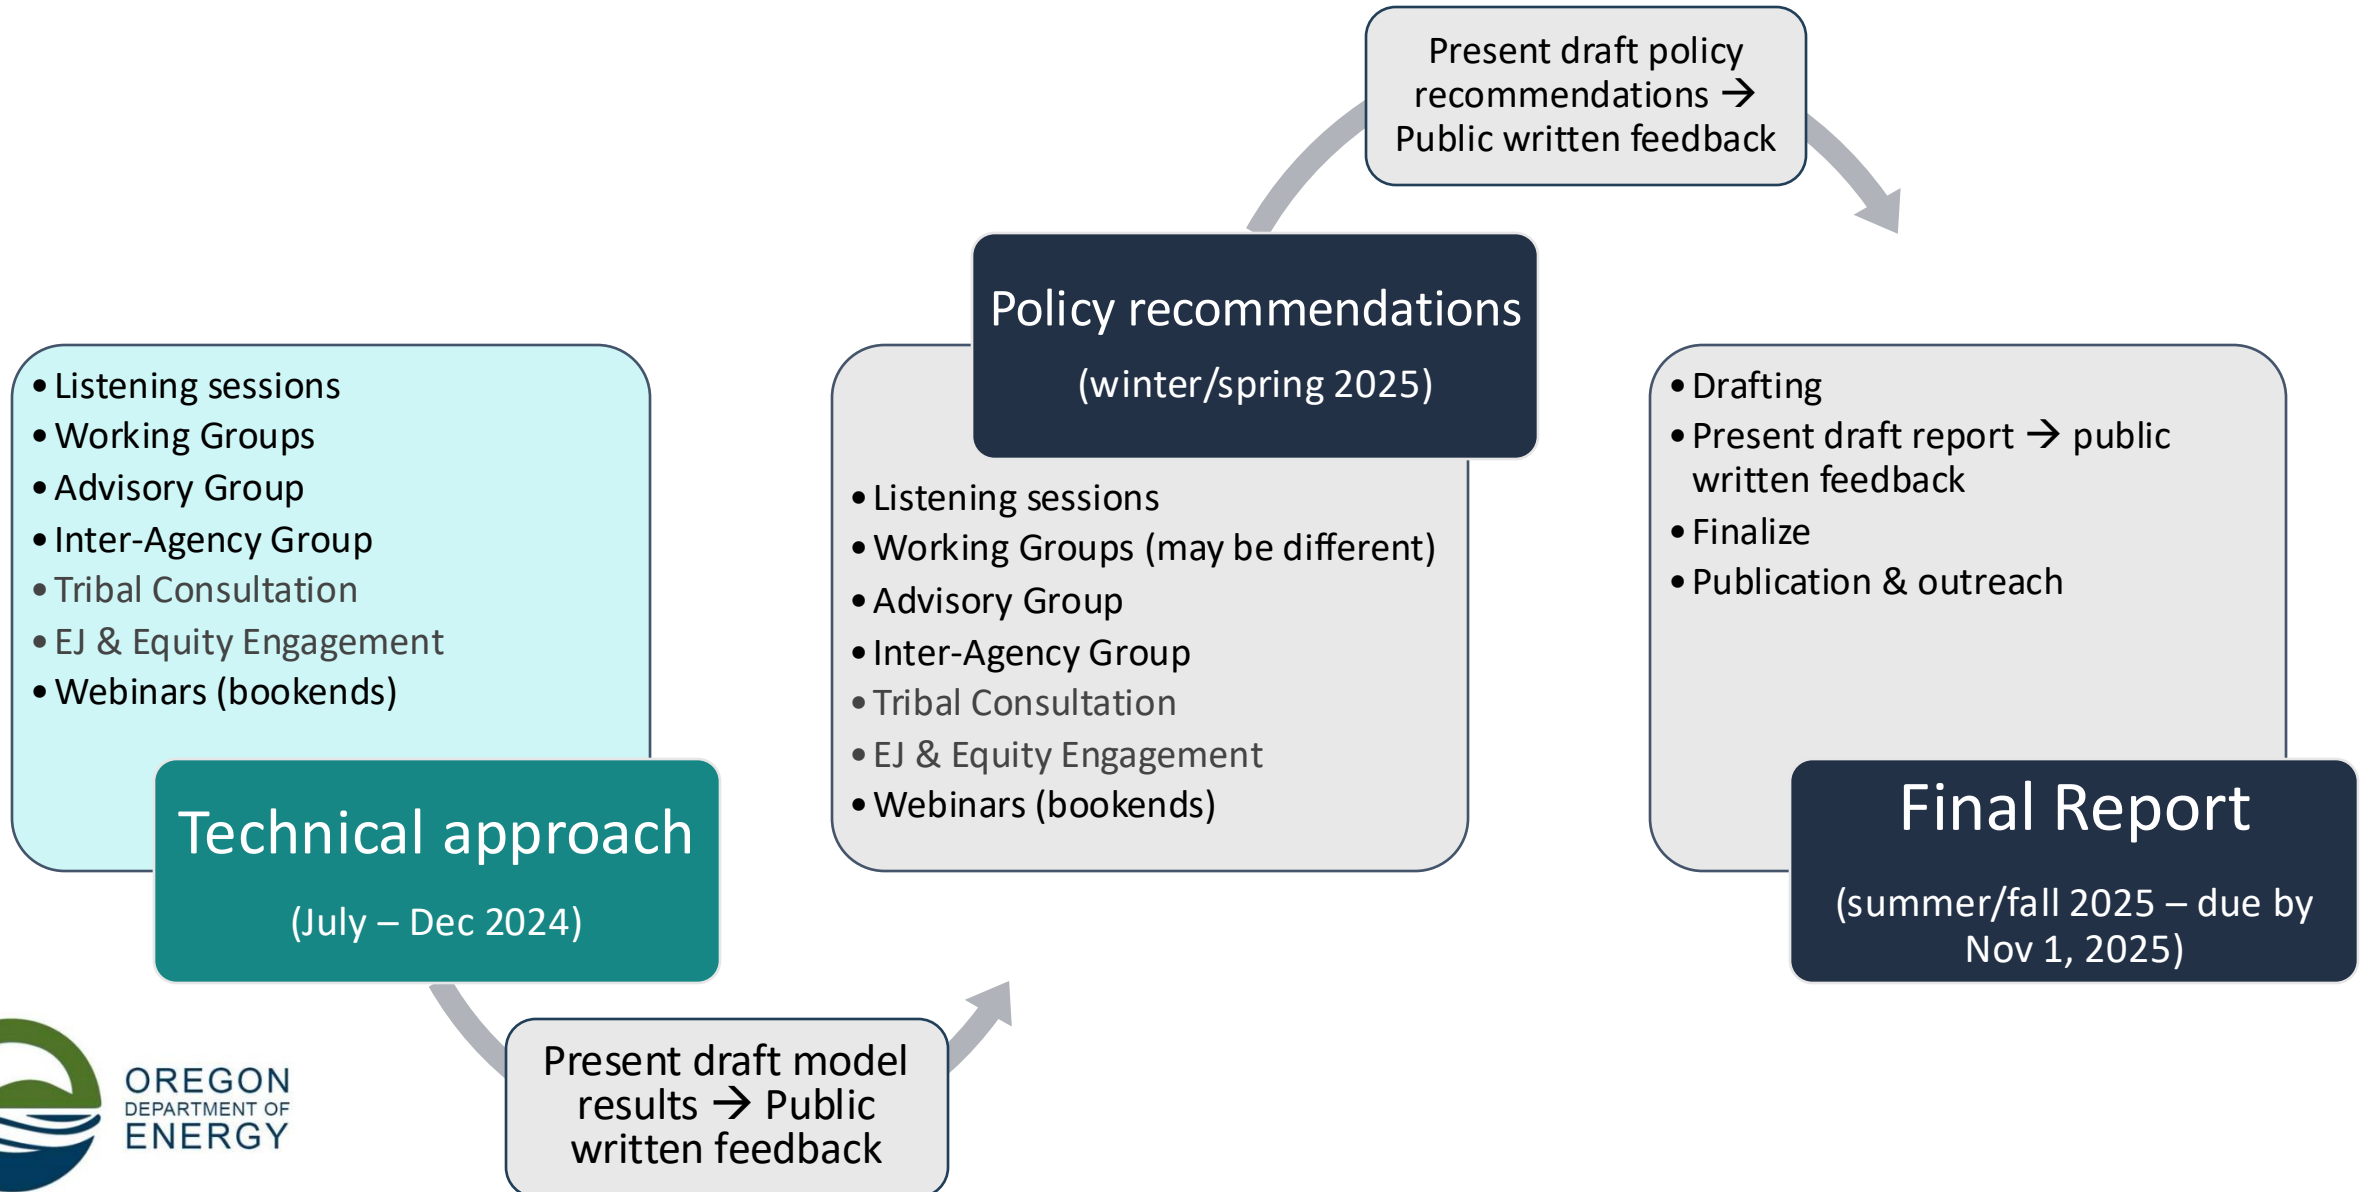 • Listening sessions
• Working Groups
• Advisory Group
• Inter-Agency Group
• Tribal Consultation
• EJ & Equity Engagement
• Webinars (bookends)
Technical approach
(July – Dec 2024)
Present draft model
results → Public
written feedback
Policy recommendations
(winter/spring 2025)
• Listening sessions
• Working Groups (may be different)
• Advisory Group
• Inter-Agency Group
• Tribal Consultation
• EJ & Equity Engagement
• Webinars (bookends)
Present draft policy
recommendations →
Public written feedback
• Drafting
• Present draft report → public
written feedback
• Finalize
• Publication & outreach
Final Report
(summer/fall 2025 – due by
Nov 1, 2025)
OREGON
DEPARTMENT OF
ENERGY